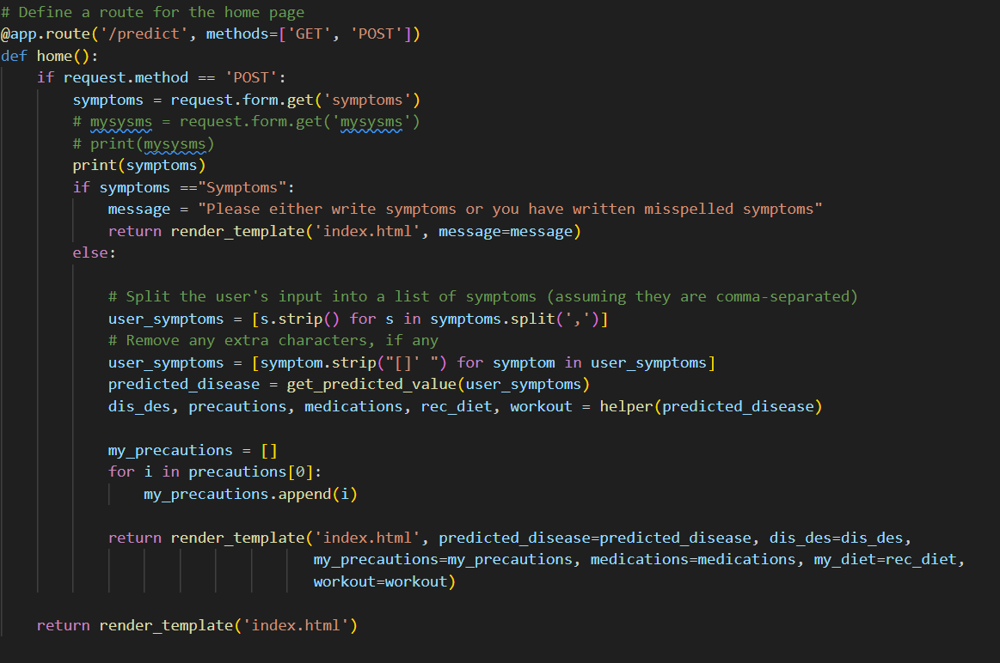 # Define a route for the home page
@app.route('/predict', methods=['GET', 'POST'])
def home():
    if request.method == 'POST':
        symptoms = request.form.get('symptoms')
        # mysysms = request.form.get('mysysms')
        # print(mysysms)
        print(symptoms)
        if symptoms =="Symptoms":
            message = "Please either write symptoms or you have written misspelled symptoms"
            return render_template('index.html', message=message)
        else:

            # Split the user's input into a list of symptoms (assuming they are comma-separated)
            user_symptoms = [s.strip() for s in symptoms.split(',')]
            # Remove any extra characters, if any
            user_symptoms = [symptom.strip("[]' ") for symptom in user_symptoms]
            predicted_disease = get_predicted_value(user_symptoms)
            dis_des, precautions, medications, rec_diet, workout = helper(predicted_disease)

            my_precautions = []
            for i in precautions[0]:
                my_precautions.append(i)

            return render_template('index.html', predicted_disease=predicted_disease, dis_des=dis_des,
                                   my_precautions=my_precautions, medications=medications, my_diet=rec_diet,
                                   workout=workout)

    return render_template('index.html')